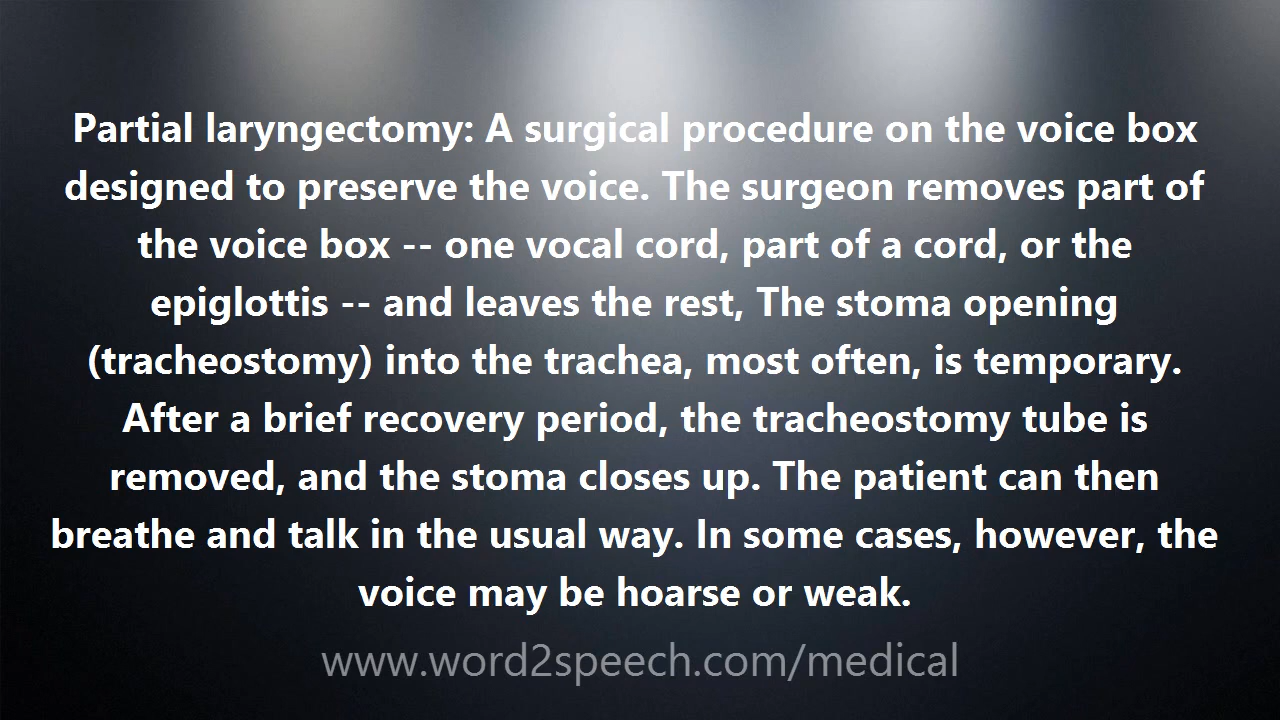 Partial laryngectomy: A surgical procedure on the voice box
designed to preserve the voice. The surgeon removes part of
the voice box -- one vocal cord, part of a cord, or the
epiglottis -- and leaves the rest, The stoma opening
(tracheostomy) into the trachea, most often, is temporary.
After a brief recovery period, the tracheostomy tube is
removed, and the stoma closes up. The patient can then
breathe and talk in the usual way. In some cases, however, the
voice may be hoarse or weak.
www.word2speech.com/medical